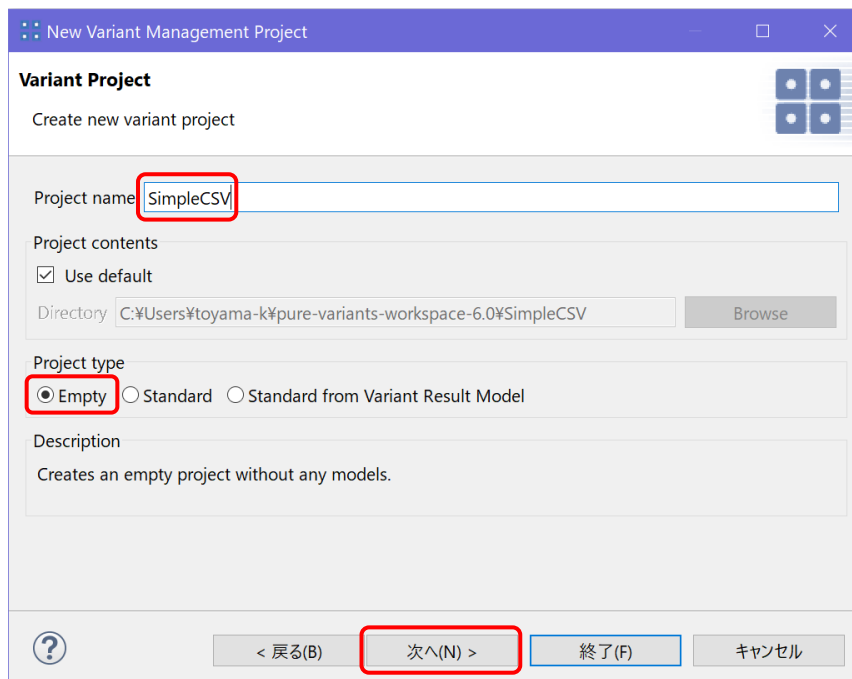 New Variant Management Project
Variant Project
Create new variant project
Project name SimpleCSV
Project contents
Use default
Directory C:¥Users¥toyama-k¥pure-variants-workspace-6.0¥SimpleCSV Browse
Project type
Empty Standard Standard from Variant Result Model
Description
Creates an empty project without any models.
? < 戻る(B) 次へ(N) > 終了(F) キャンセル